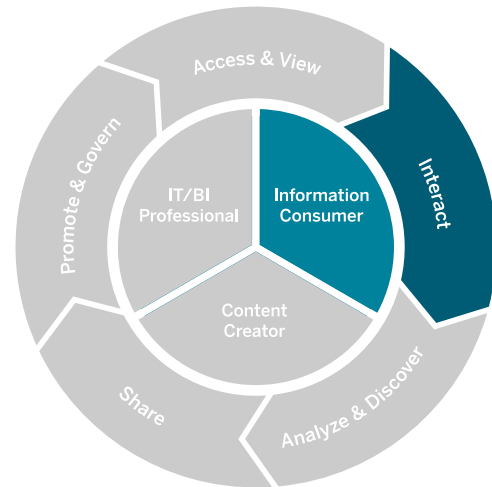 Access & View
Interact
Analyze & Discover
Share
Promote & Govern
IT/BI
Professional
Information
Consumer
Content
Creator